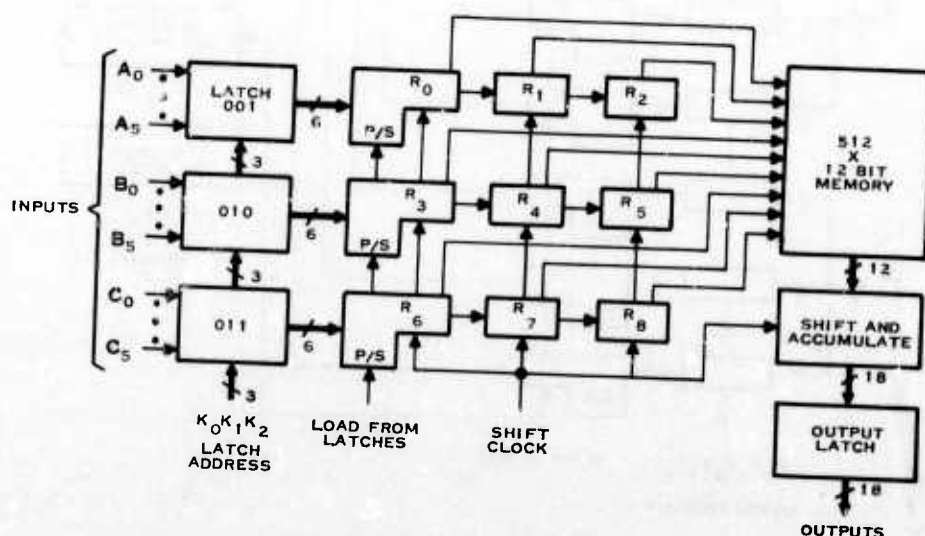 INPUTS
A0
A5
B0
B5
C0
C5
LATCH
001
010
011
3
3
3
6
6
6
K0K1K2
LATCH
ADDRESS
P/S
R0
R1
R2
P/S
R3
R4
R5
P/S
R6
R7
R8
LOAD FROM
LATCHES
SHIFT
CLOCK
512
X
12 BIT
MEMORY
12
SHIFT AND
ACCUMULATE
18
OUTPUT
LATCH
18
OUTPUTS